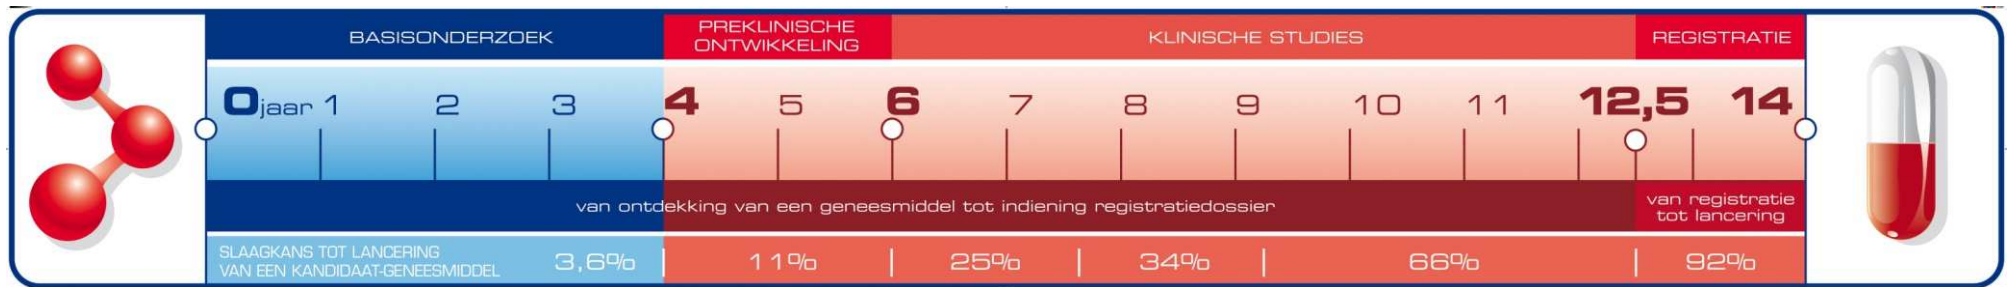 BASISONDERZOEK
PREKLINISCHE
ONTWIKKELING
KLINISCHE STUDIES
REGISTRATIE
0 jaar 1 2 3 4 5 6 7 8 9 10 11 12,5 14
van ontdekking van een geneesmiddel tot indiening registratiedossier
van registratie
tot lancering
SLAAGKANS TOT LANCERING
VAN EEN KANDIDAAT-GENEESMIDDEL
3,6% 11% 25% 34% 66% 92%